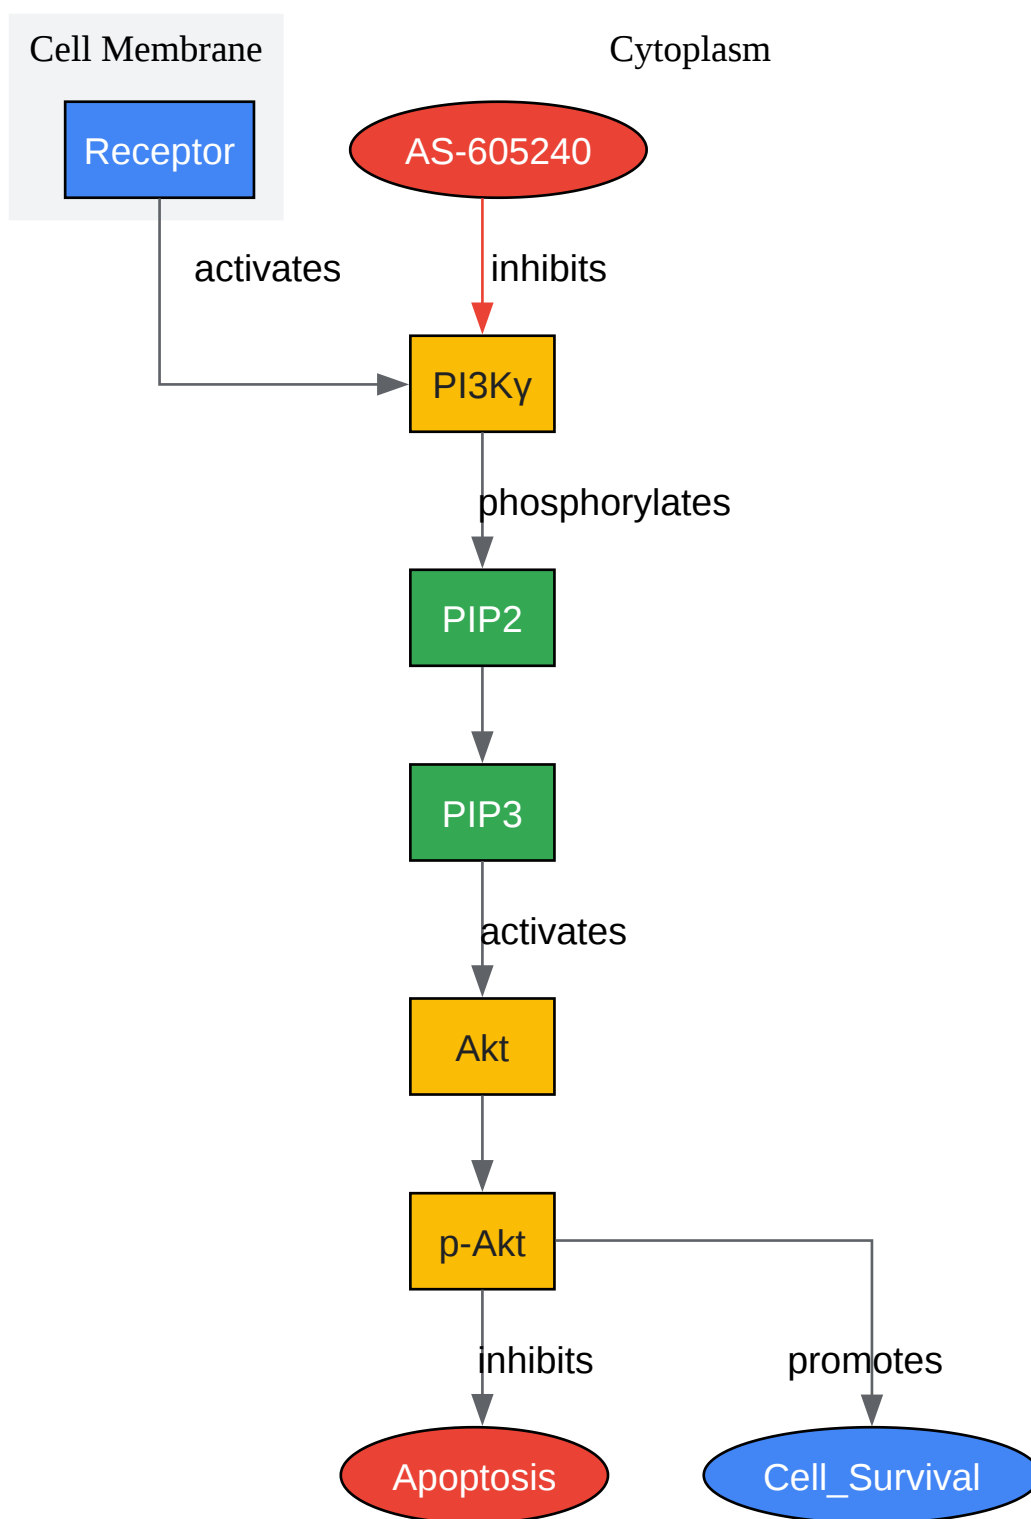 Cell Membrane
Cytoplasm
Receptor
AS-605240
activates
inhibits
PI3Kγ
phosphorylates
PIP2
PIP3
activates
Akt
p-Akt
inhibits
promotes
Apoptosis
Cell_Survival